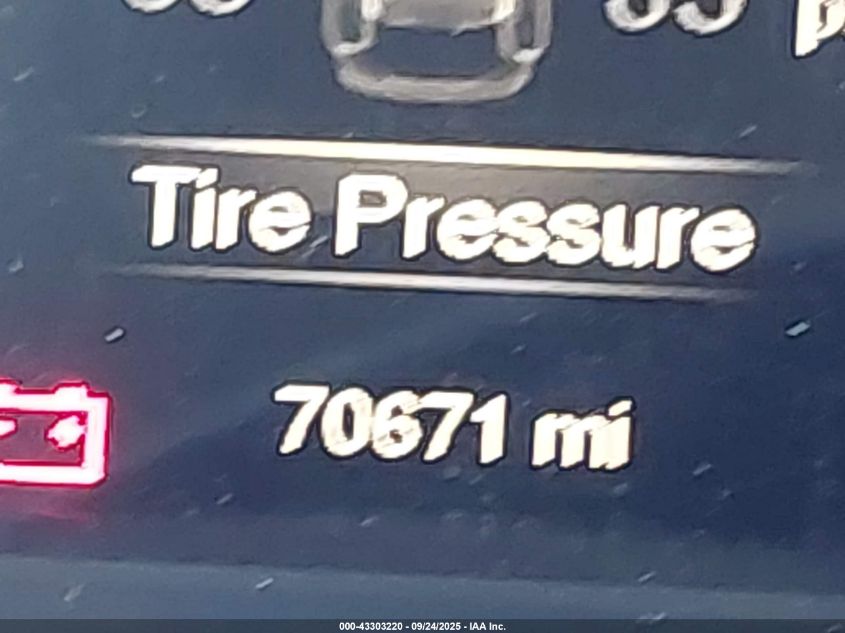 Tire Pressure
70671 mi
000-43303220 - 09/24/2025 - IAA Inc.